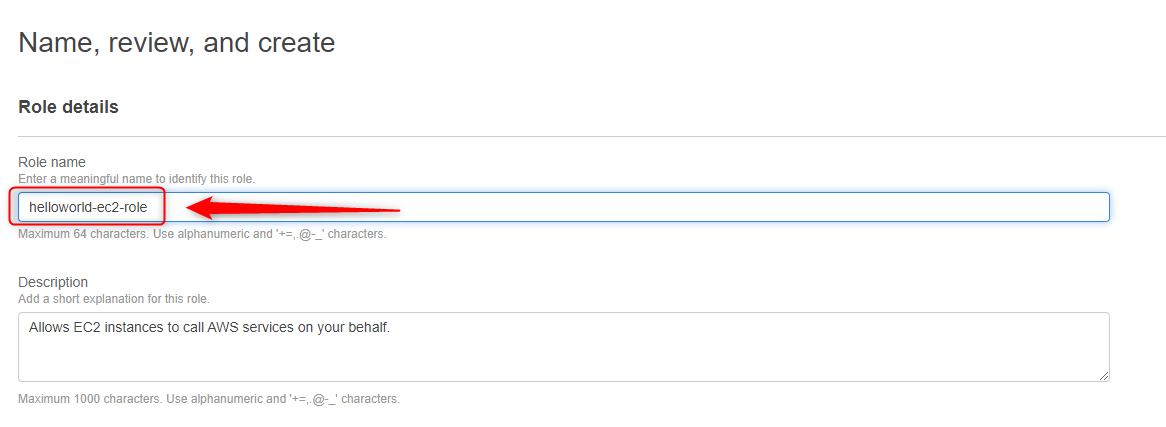 Name, review, and create
Role details
Role name
Enter a meaningful name to identify this role.
helloworld-ec2-role
Maximum 64 characters. Use alphanumeric and '+=,.@-_' characters.
Description
Add a short explanation for this role.
Allows EC2 instances to call AWS services on your behalf.
Maximum 1000 characters. Use alphanumeric and '+=,.@-_' characters.